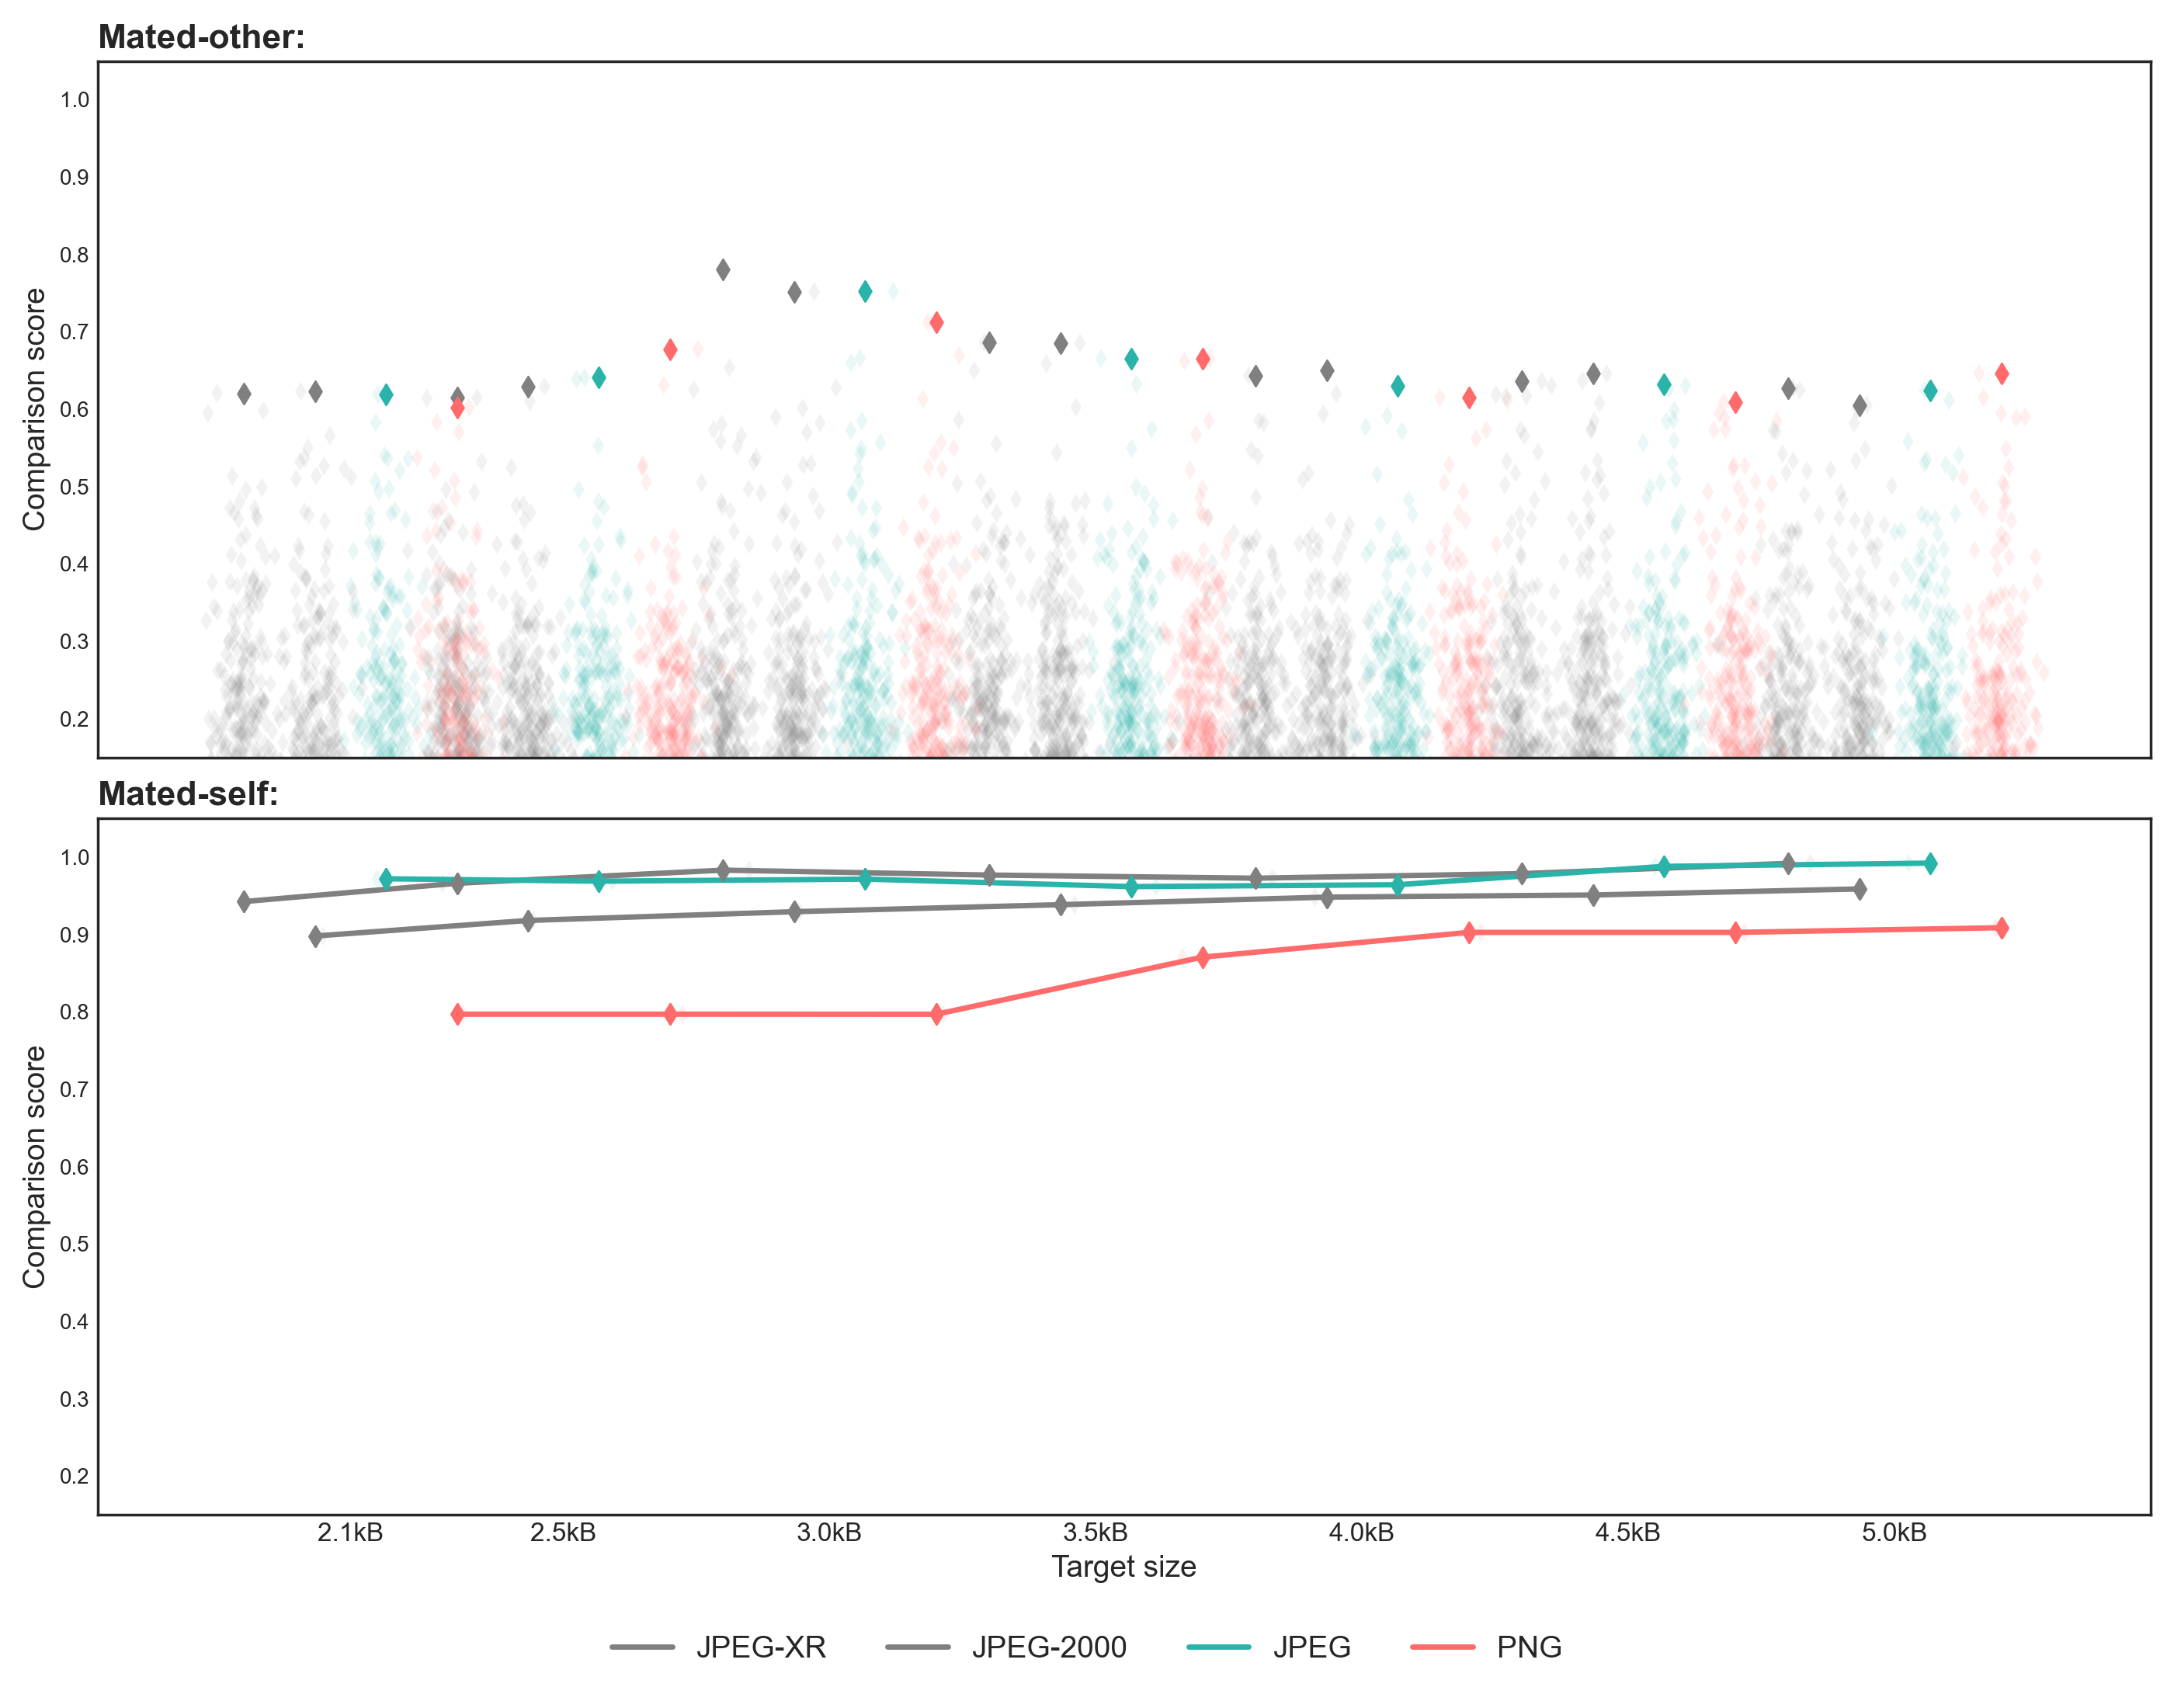 Mated-other:
1.0
0.9
0.8
0.7
0.6
0.5
0.4
0.3
0.2
Comparison score
Mated-self:
1.0
0.9
0.8
0.7
0.6
0.5
0.4
0.3
0.2
Comparison score
2.1kB 2.5kB 3.0kB 3.5kB 4.0kB 4.5kB 5.0kB
Target size
JPEG-XR JPEG-2000 JPEG PNG